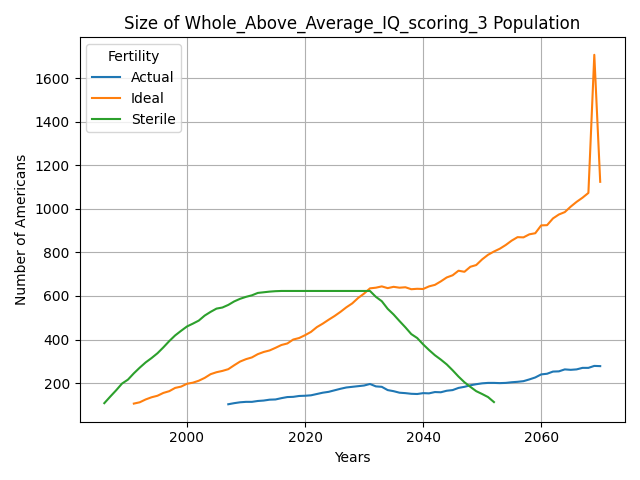 Size of Whole_Above_Average_IQ_scoring_3 Population
Fertility
Actual
Ideal
Sterile
Number of Americans
1600
1400
1200
1000
800
600
400
200
2000
2020
2040
2060
Years